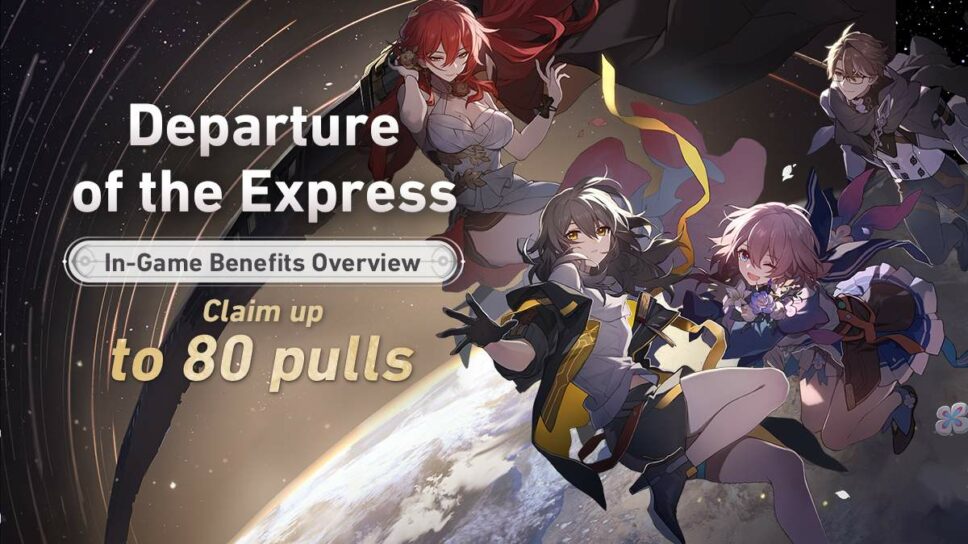 Departure
of the Express
In-Game Benefits Overview
Claim up
to 80 pulls